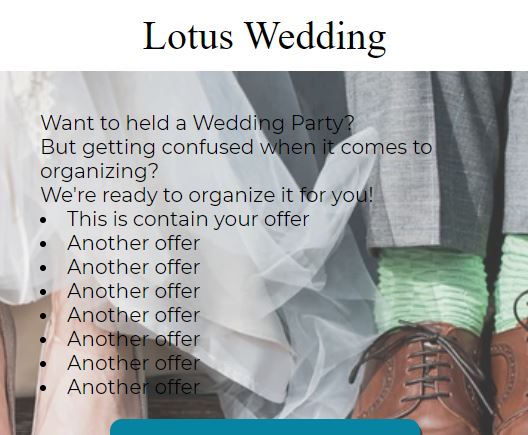 Lotus Wedding
Want to held a Wedding Party?
But getting confused when it comes to
organizing?
We're ready to organize it for you!
• This is contain your offer
• Another offer
• Another offer
• Another offer
• Another offer
• Another offer
• Another offer
• Another offer